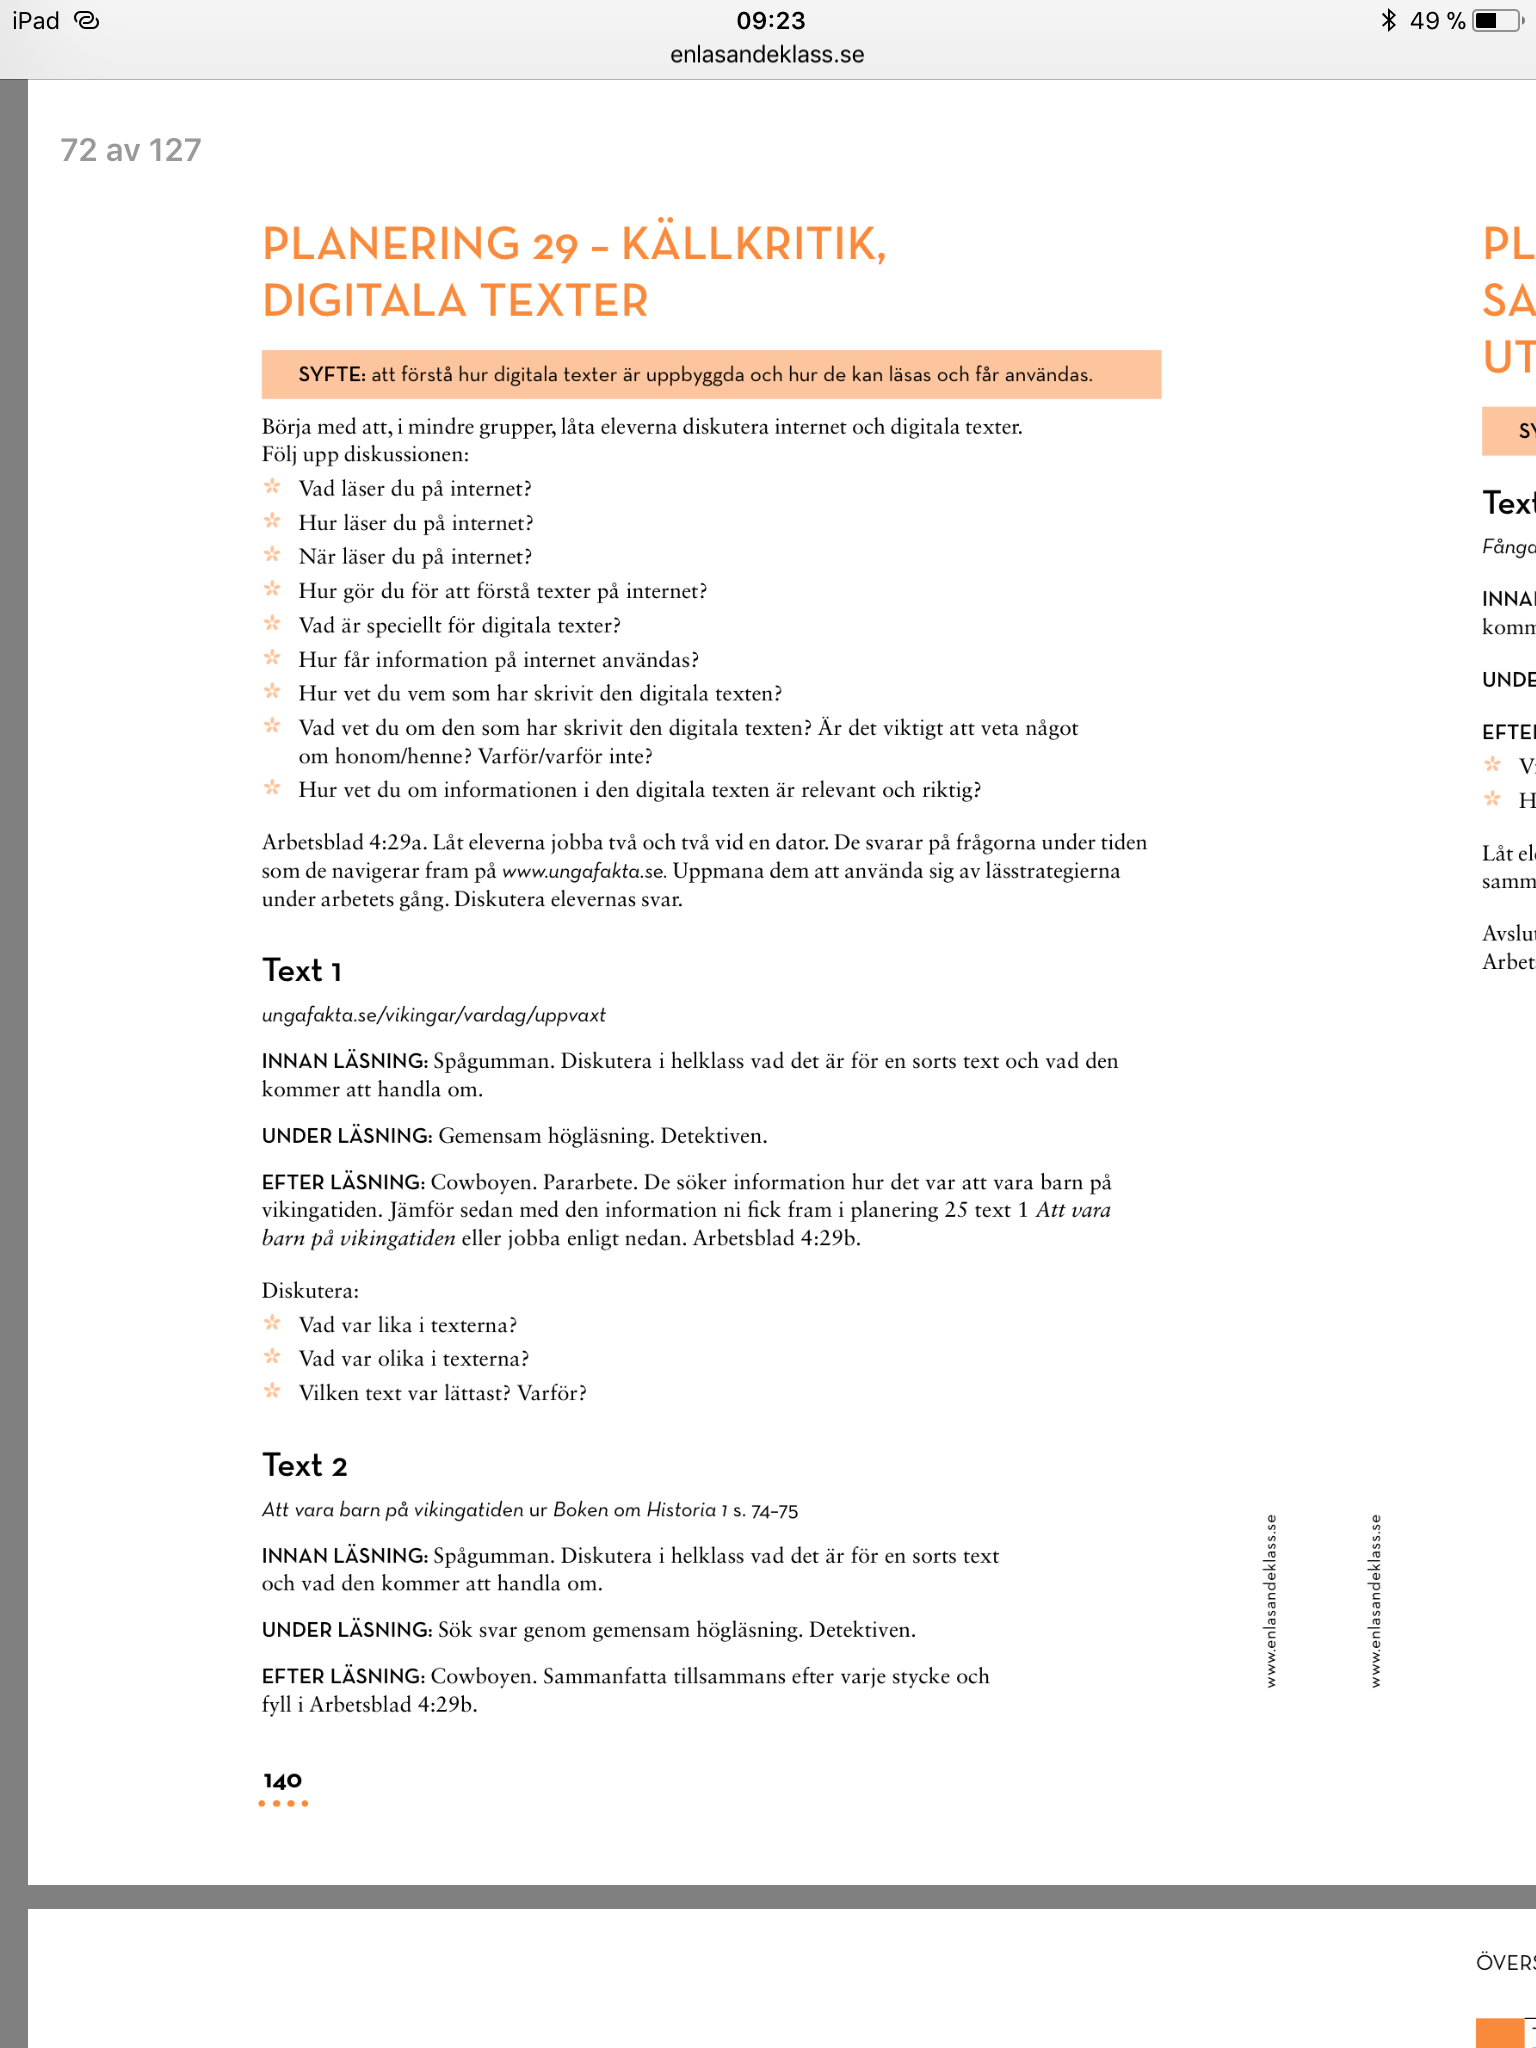 iPad
09:23
49 %
enlasandeklass.se
72 av 127
PLANERING 29 – KÄLLKRITIK,
DIGITALA TEXTER
SYFTE: att förstå hur digitala texter är uppbyggda och hur de kan läsas och får användas.
Börja med att, i mindre grupper, låta eleverna diskutera internet och digitala texter.
Följ upp diskussionen:
Vad läser du på internet?
Hur läser du på internet?
När läser du på internet?
Hur gör du för att förstå texter på internet?
Vad är speciellt för digitala texter?
Hur får information på internet användas?
Hur vet du vem som har skrivit den digitala texten?
Vad vet du om den som har skrivit den digitala texten? Är det viktigt att veta något
om honom/henne? Varför/varför inte?
Hur vet du om informationen i den digitala texten är relevant och riktig?
Arbetsblad 4:29a. Låt eleverna jobba två och två vid en dator. De svarar på frågorna under tiden
som de navigerar fram på www.ungafakta.se. Uppmana dem att använda sig av lässtrategierna
under arbetets gång. Diskutera elevernas svar.
Text 1
ungafakta.se/vikingar/vardag/uppvaxt
INNAN LÄSNING: Spågumman. Diskutera i helklass vad det är för en sorts text och vad den
kommer att handla om.
UNDER LÄSNING: Gemensam högläsning. Detektiven.
EFTER LÄSNING: Cowboyen. Pararbete. De söker information hur det var att vara barn på
vikingatiden. Jämför sedan med den information ni fick fram i planering 25 text 1 Att vara
barn på vikingatiden eller jobba enligt nedan. Arbetsblad 4:29b.
Diskutera:
Vad var lika i texterna?
Vad var olika i texterna?
Vilken text var lättast? Varför?
Text 2
Att vara barn på vikingatiden ur Boken om Historia 1 s. 74–75
INNAN LÄSNING: Spågumman. Diskutera i helklass vad det är för en sorts text
och vad den kommer att handla om.
UNDER LÄSNING: Sök svar genom gemensam högläsning. Detektiven.
EFTER LÄSNING: Cowboyen. Sammanfatta tillsammans efter varje stycke och
fyll i Arbetsblad 4:29b.
140
www.enlasandeklass.se
www.enlasandeklass.se
PL
SA
UT
SY
Text
Fånga
INNA
komm
UNDE
EFTE
V
H
Låt el
samm
Avslut
Arbet
ÖVERS